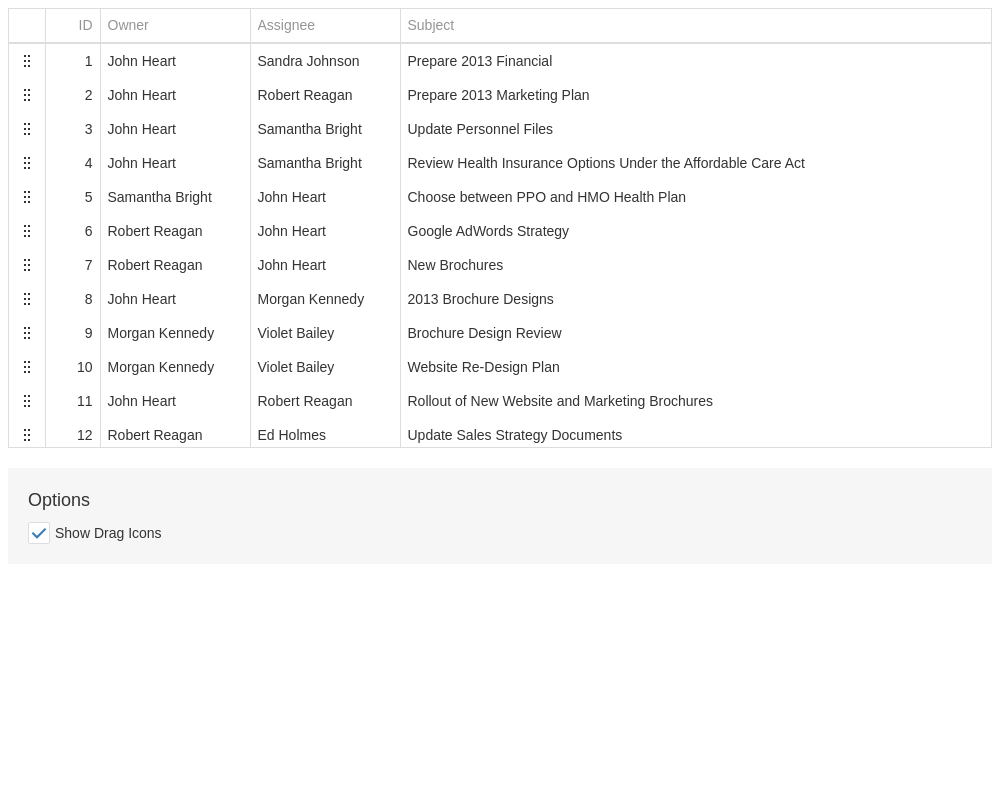 ID Owner Assignee Subject
1 John Heart Sandra Johnson Prepare 2013 Financial
2 John Heart Robert Reagan Prepare 2013 Marketing Plan
3 John Heart Samantha Bright Update Personnel Files
4 John Heart Samantha Bright Review Health Insurance Options Under the Affordable Care Act
5 Samantha Bright John Heart Choose between PPO and HMO Health Plan
6 Robert Reagan John Heart Google AdWords Strategy
7 Robert Reagan John Heart New Brochures
8 John Heart Morgan Kennedy 2013 Brochure Designs
9 Morgan Kennedy Violet Bailey Brochure Design Review
10 Morgan Kennedy Violet Bailey Website Re-Design Plan
11 John Heart Robert Reagan Rollout of New Website and Marketing Brochures
12 Robert Reagan Ed Holmes Update Sales Strategy Documents
Options
Show Drag Icons